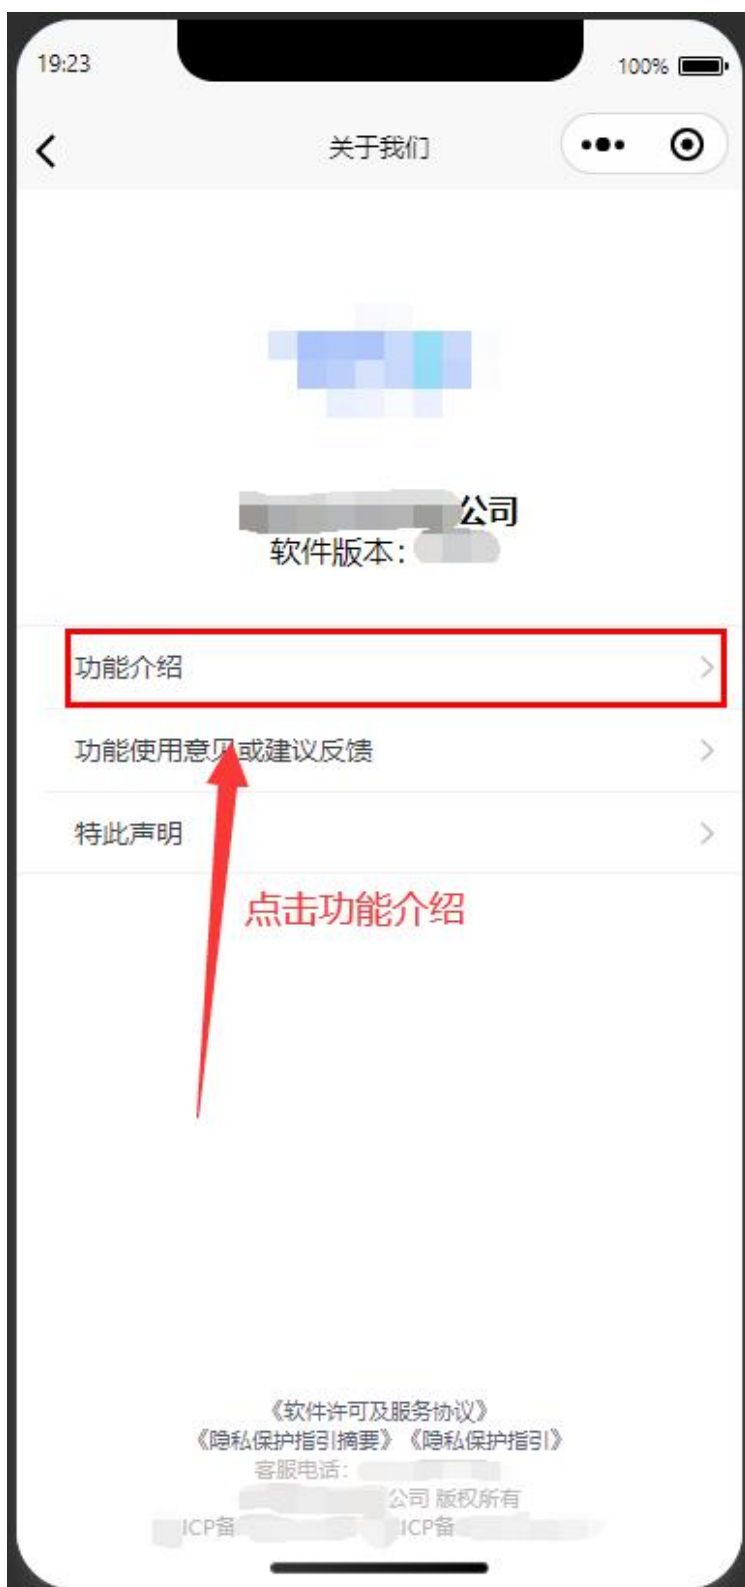 19:23
100%
关于我们
公司
软件版本：
功能介绍
功能使用意见或建议反馈
特此声明
点击功能介绍
《软件许可及服务协议》
《隐私保护指引摘要》《隐私保护指引》
客服电话：
公司 版权所有
ICP备 ICP备